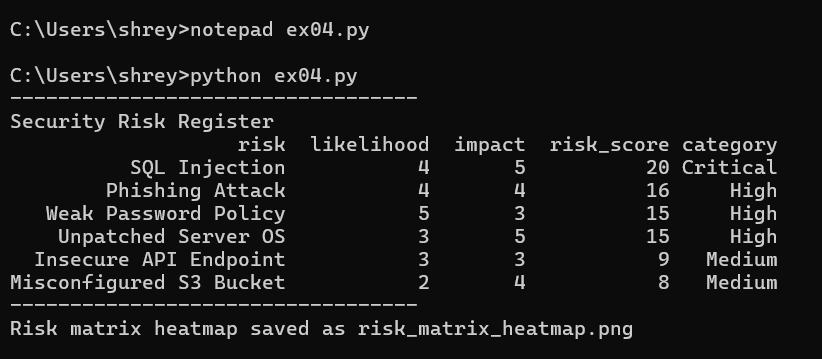 C:\Users\shrey>notepad ex04.py
C:\Users\shrey>python ex04.py
----------------------------------
Security Risk Register
                   risk  likelihood  impact  risk_score category
          SQL Injection           4       5          20 Critical
        Phishing Attack           4       4          16     High
   Weak Password Policy           5       3          15     High
    Unpatched Server OS           3       5          15     High
  Insecure API Endpoint           3       3           9   Medium
Misconfigured S3 Bucket           2       4           8   Medium
----------------------------------
Risk matrix heatmap saved as risk_matrix_heatmap.png